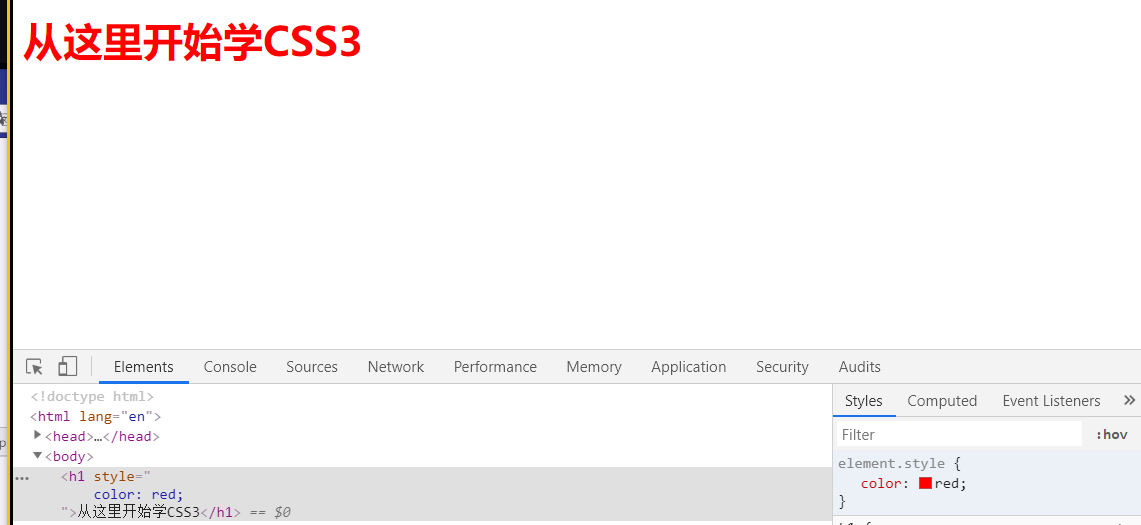 从这里开始学CSS3
Elements Console Sources Network Performance Memory Application Security Audits
<!doctype html>
<html lang="en">
<head>…</head>
<body>
<h1 style="
color: red;
">从这里开始学CSS3</h1> == $0
Styles Computed Event Listeners »
Filter :hov
element.style {
color: red;
}